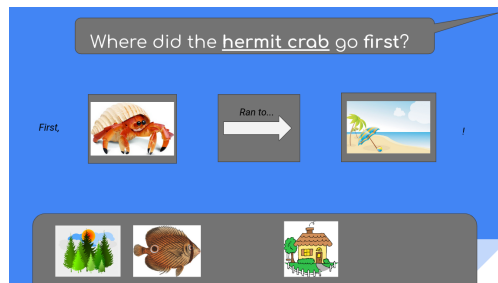 Where did the hermit crab go first?
First,
Ran to...
!